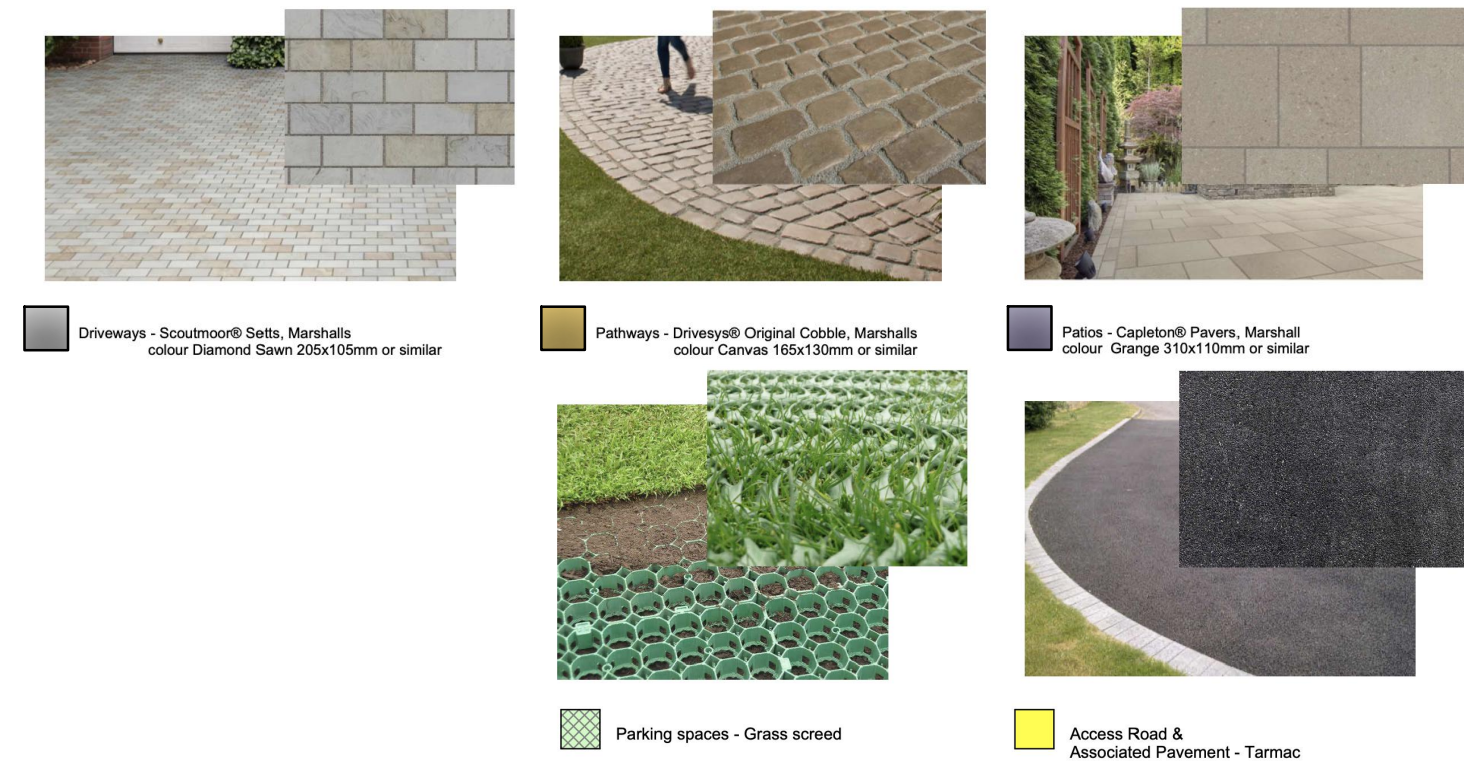 Driveways - Scoutmoor® Setts, Marshalls
colour Diamond Sawn 205x105mm or similar
Pathways - Drivesys® Original Cobble, Marshalls
colour Canvas 165x130mm or similar
Patios - Capleton® Pavers, Marshall
colour  Grange 310x110mm or similar
Parking spaces - Grass screed
Access Road &
Associated Pavement - Tarmac